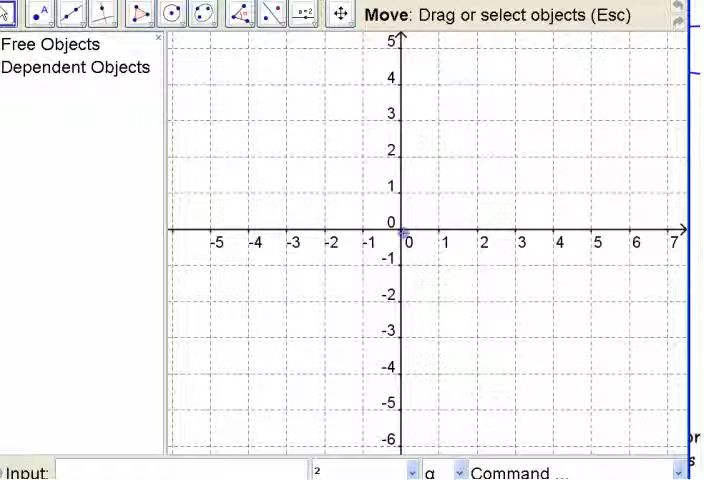 A
a=2
Move: Drag or select objects (Esc)
Free Objects
Dependent Objects
5
4
3
2
1
0
-5 -4 -3 -2 -1 0 1 2 3 4 5 6 7
-1
-2
-3
-4
-5
-6
or
s
Input: ² α Command ...